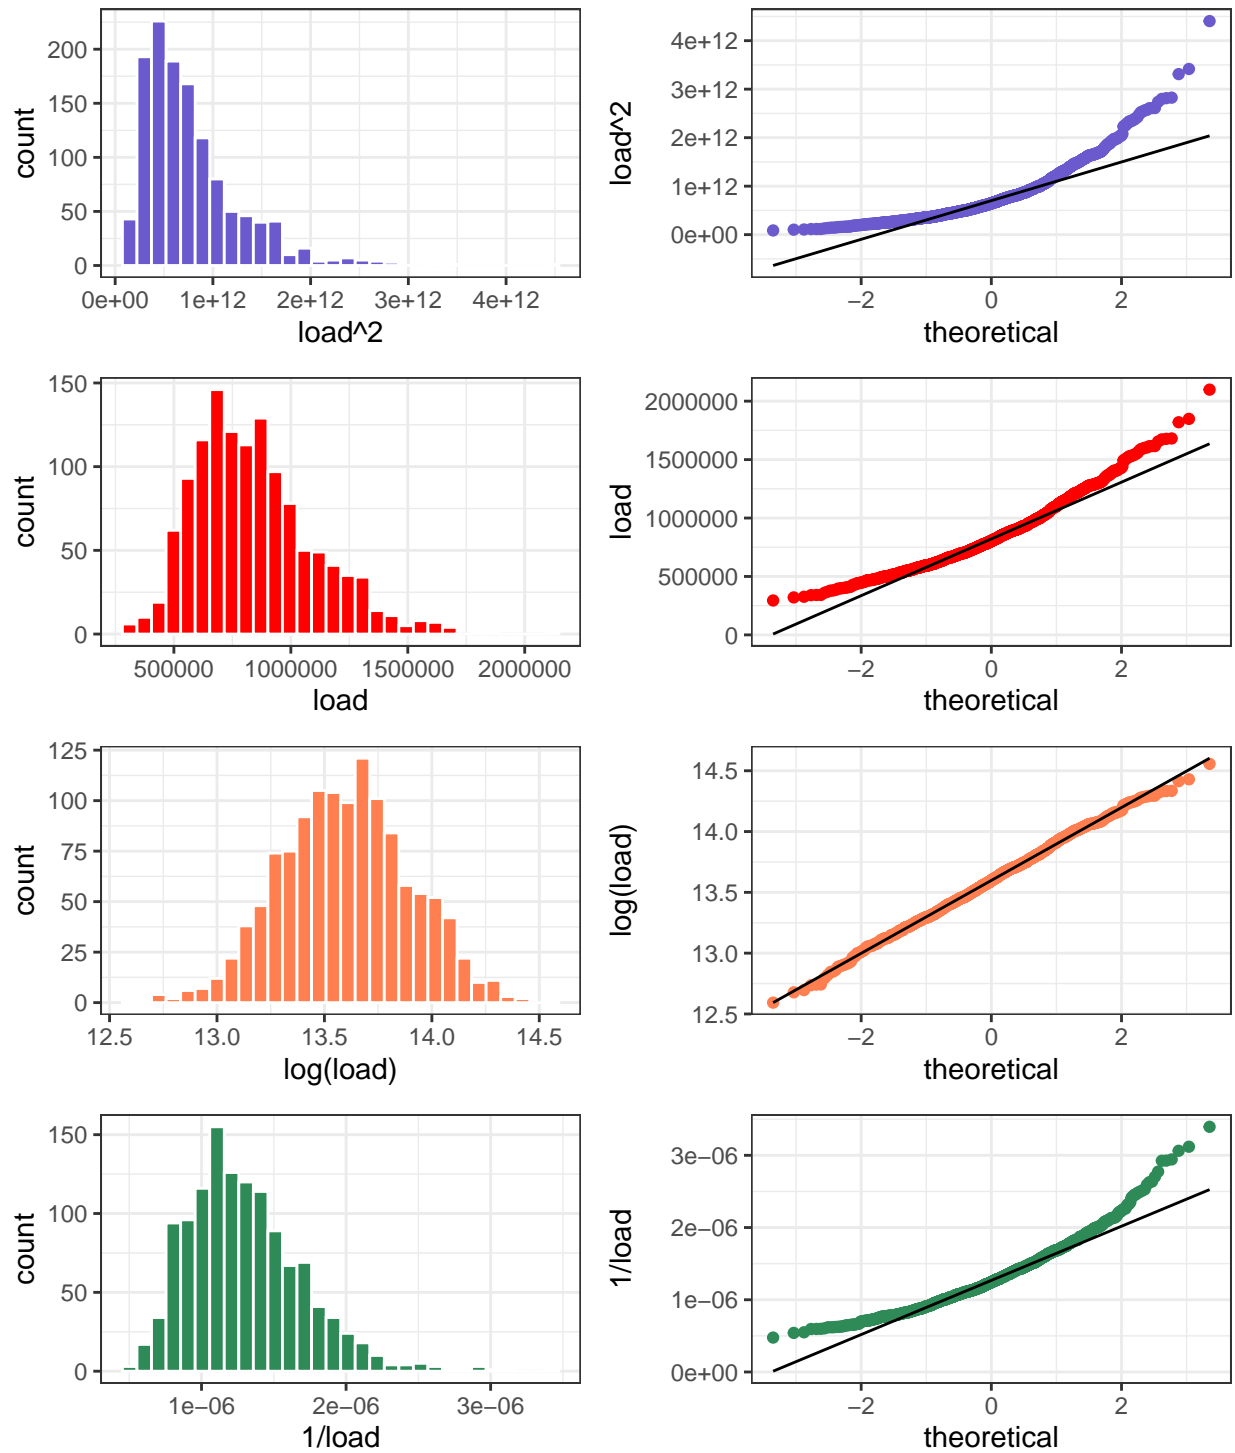 200
150
100
50
0
count
0e+00 1e+12 2e+12 3e+12 4e+12
load^2
4e+12
3e+12
2e+12
1e+12
0e+00
load^2
−2 0 2
theoretical
150
100
50
0
count
500000 1000000 1500000 2000000
load
2000000
1500000
1000000
500000
0
load
−2 0 2
theoretical
125
100
75
50
25
0
count
12.5 13.0 13.5 14.0 14.5
log(load)
14.5
14.0
13.5
13.0
12.5
log(load)
−2 0 2
theoretical
150
100
50
0
count
1e−06 2e−06 3e−06
1/load
3e−06
2e−06
1e−06
0e+00
1/load
−2 0 2
theoretical